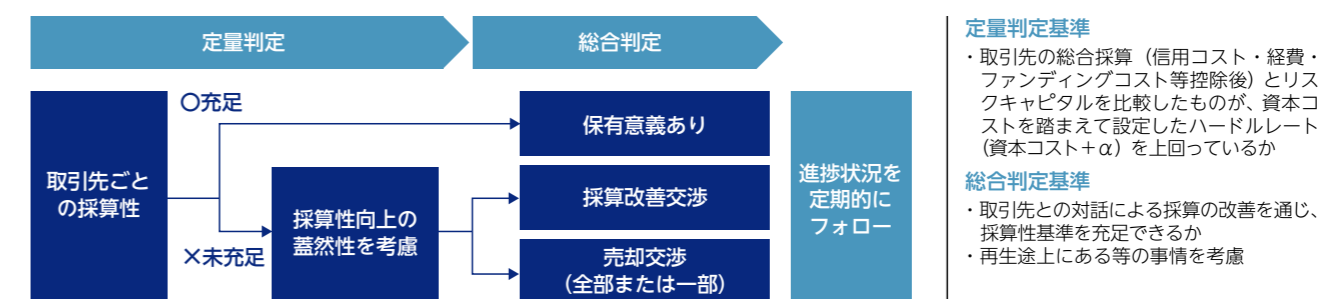 定量判定
総合判定
取引先ごと
の採算性
〇充足
×未充足
採算性向上の
蓋然性を考慮
保有意義あり
採算改善交渉
売却交渉
（全部または一部）
進捗状況を
定期的に
フォロー
定量判定基準
・取引先の総合採算（信用コスト・経費・
ファンディングコスト等控除後）とリス
クキャピタルを比較したものが、資本コ
ストを踏まえて設定したハードルレート
（資本コスト＋α）を上回っているか
総合判定基準
・取引先との対話による採算の改善を通じ、
採算性基準を充足できるか
・再生途上にある等の事情を考慮